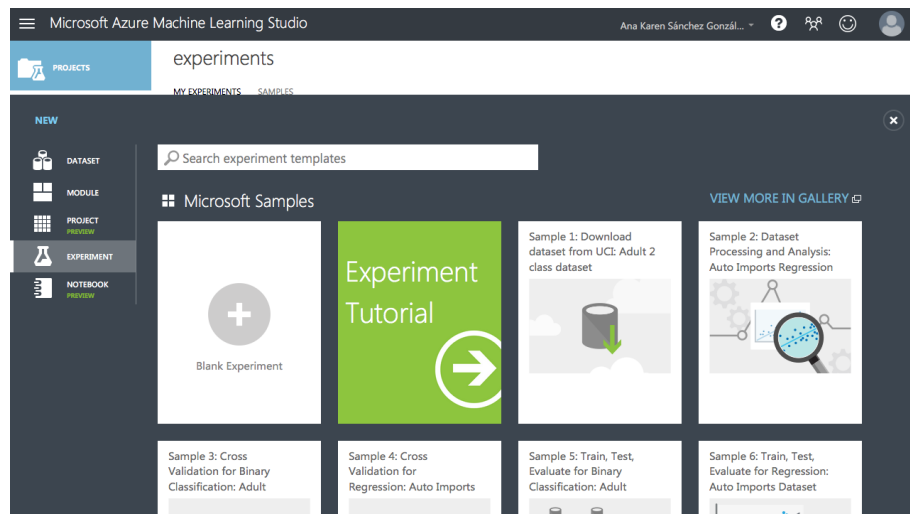 Microsoft Azure Machine Learning Studio
Ana Karen Sánchez Gonzál...
?
PROJECTS
experiments
MY EXPERIMENTS SAMPLES
NEW
DATASET
MODULE
PROJECT
PREVIEW
EXPERIMENT
NOTEBOOK
PREVIEW
Search experiment templates
Microsoft Samples
VIEW MORE IN GALLERY
Blank Experiment
Experiment
Tutorial
Sample 1: Download
dataset from UCI: Adult 2
class dataset
Sample 2: Dataset
Processing and Analysis:
Auto Imports Regression
Sample 3: Cross
Validation for Binary
Classification: Adult
Sample 4: Cross
Validation for
Regression: Auto Imports
Sample 5: Train, Test,
Evaluate for Binary
Classification: Adult
Sample 6: Train, Test,
Evaluate for Regression:
Auto Imports Dataset